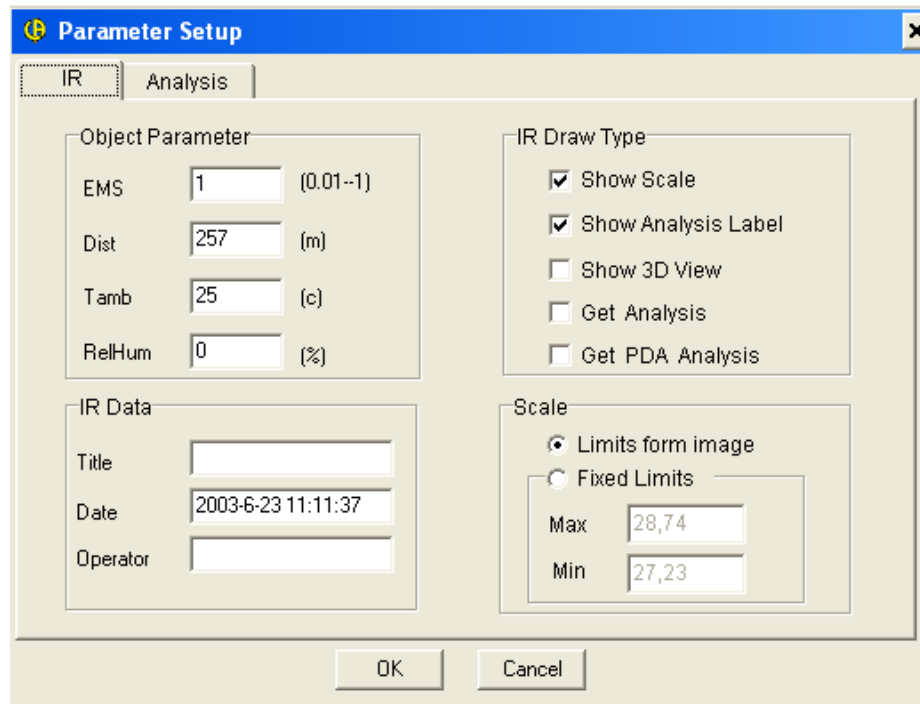 Parameter Setup
IR
Analysis
Object Parameter
EMS 1 (0.01--1)
Dist 257 (m)
Tamb 25 (c)
RelHum 0 (%)
IR Draw Type
Show Scale
Show Analysis Label
Show 3D View
Get Analysis
Get PDA Analysis
IR Data
Title
Date 2003-6-23 11:11:37
Operator
Scale
Limits form image
Fixed Limits
Max 28,74
Min 27,23
OK
Cancel